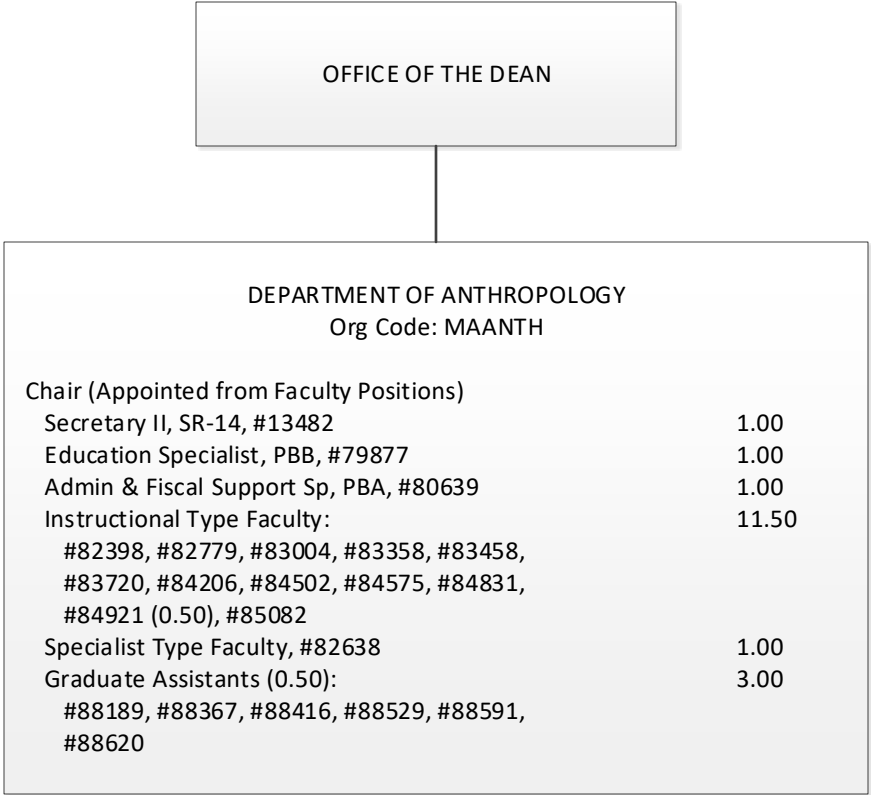 OFFICE OF THE DEAN
DEPARTMENT OF ANTHROPOLOGY
Org Code: MAANTH
Chair (Appointed from Faculty Positions)
Secretary II, SR-14, #13482 1.00
Education Specialist, PBB, #79877 1.00
Admin & Fiscal Support Sp, PBA, #80639 1.00
Instructional Type Faculty: 11.50
#82398, #82779, #83004, #83358, #83458,
#83720, #84206, #84502, #84575, #84831,
#84921 (0.50), #85082
Specialist Type Faculty, #82638 1.00
Graduate Assistants (0.50): 3.00
#88189, #88367, #88416, #88529, #88591,
#88620